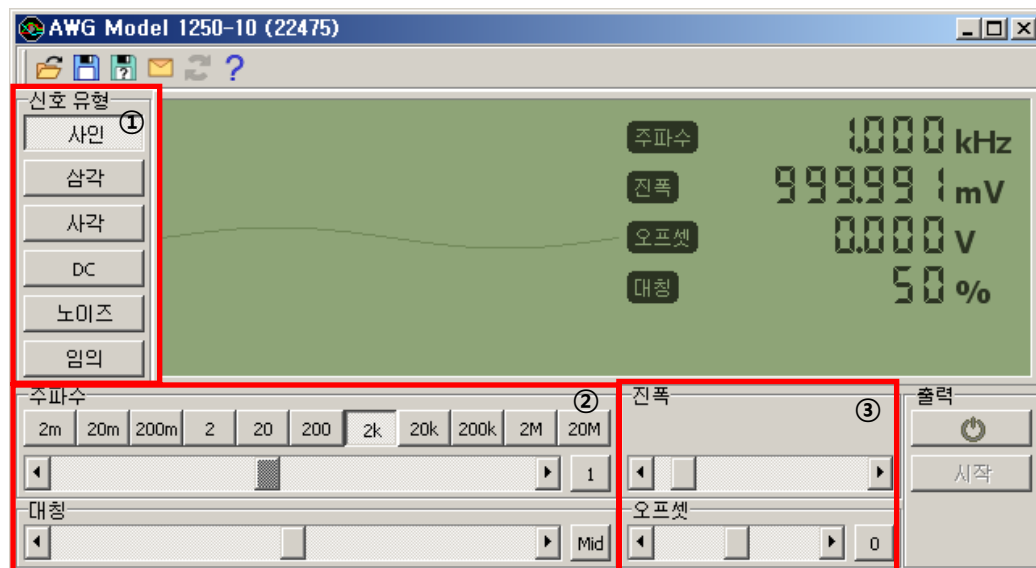 AWG Model 1250-10 (22475)
신호 유형
①
사인
삼각
사각
DC
노이즈
임의
주파수 1.000 kHz
진폭 999.991 mV
오프셋 0.000 V
대칭 50 %
주파수
②
2m 20m 200m 2 20 200 2k 20k 200k 2M 20M
1
대칭
Mid
진폭
③
오프셋
0
출력
시작